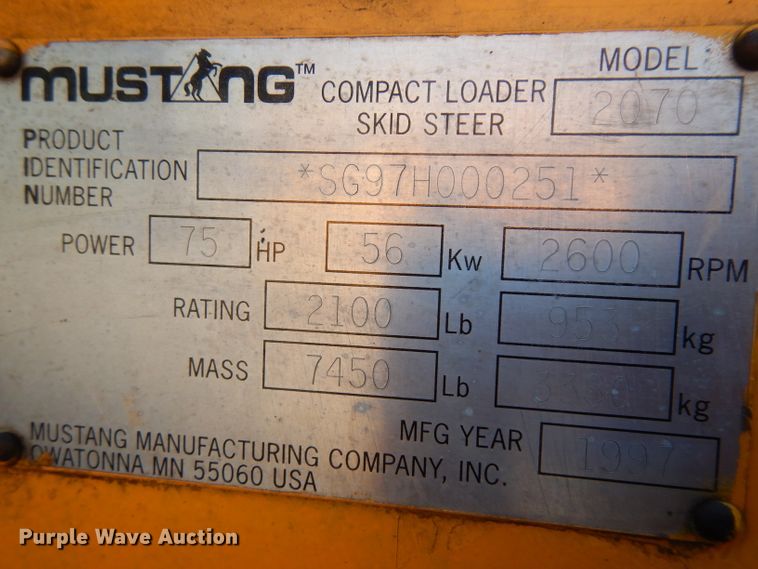 MUSTANG™
COMPACT LOADER
SKID STEER
MODEL
2070
PRODUCT
IDENTIFICATION
NUMBER
*SG97H000251*
POWER 75 HP 56 Kw 2600 RPM
RATING 2100 Lb 953 kg
MASS 7450 Lb kg
MFG YEAR 1997
MUSTANG MANUFACTURING COMPANY, INC.
OWATONNA MN 55060 USA
Purple Wave Auction